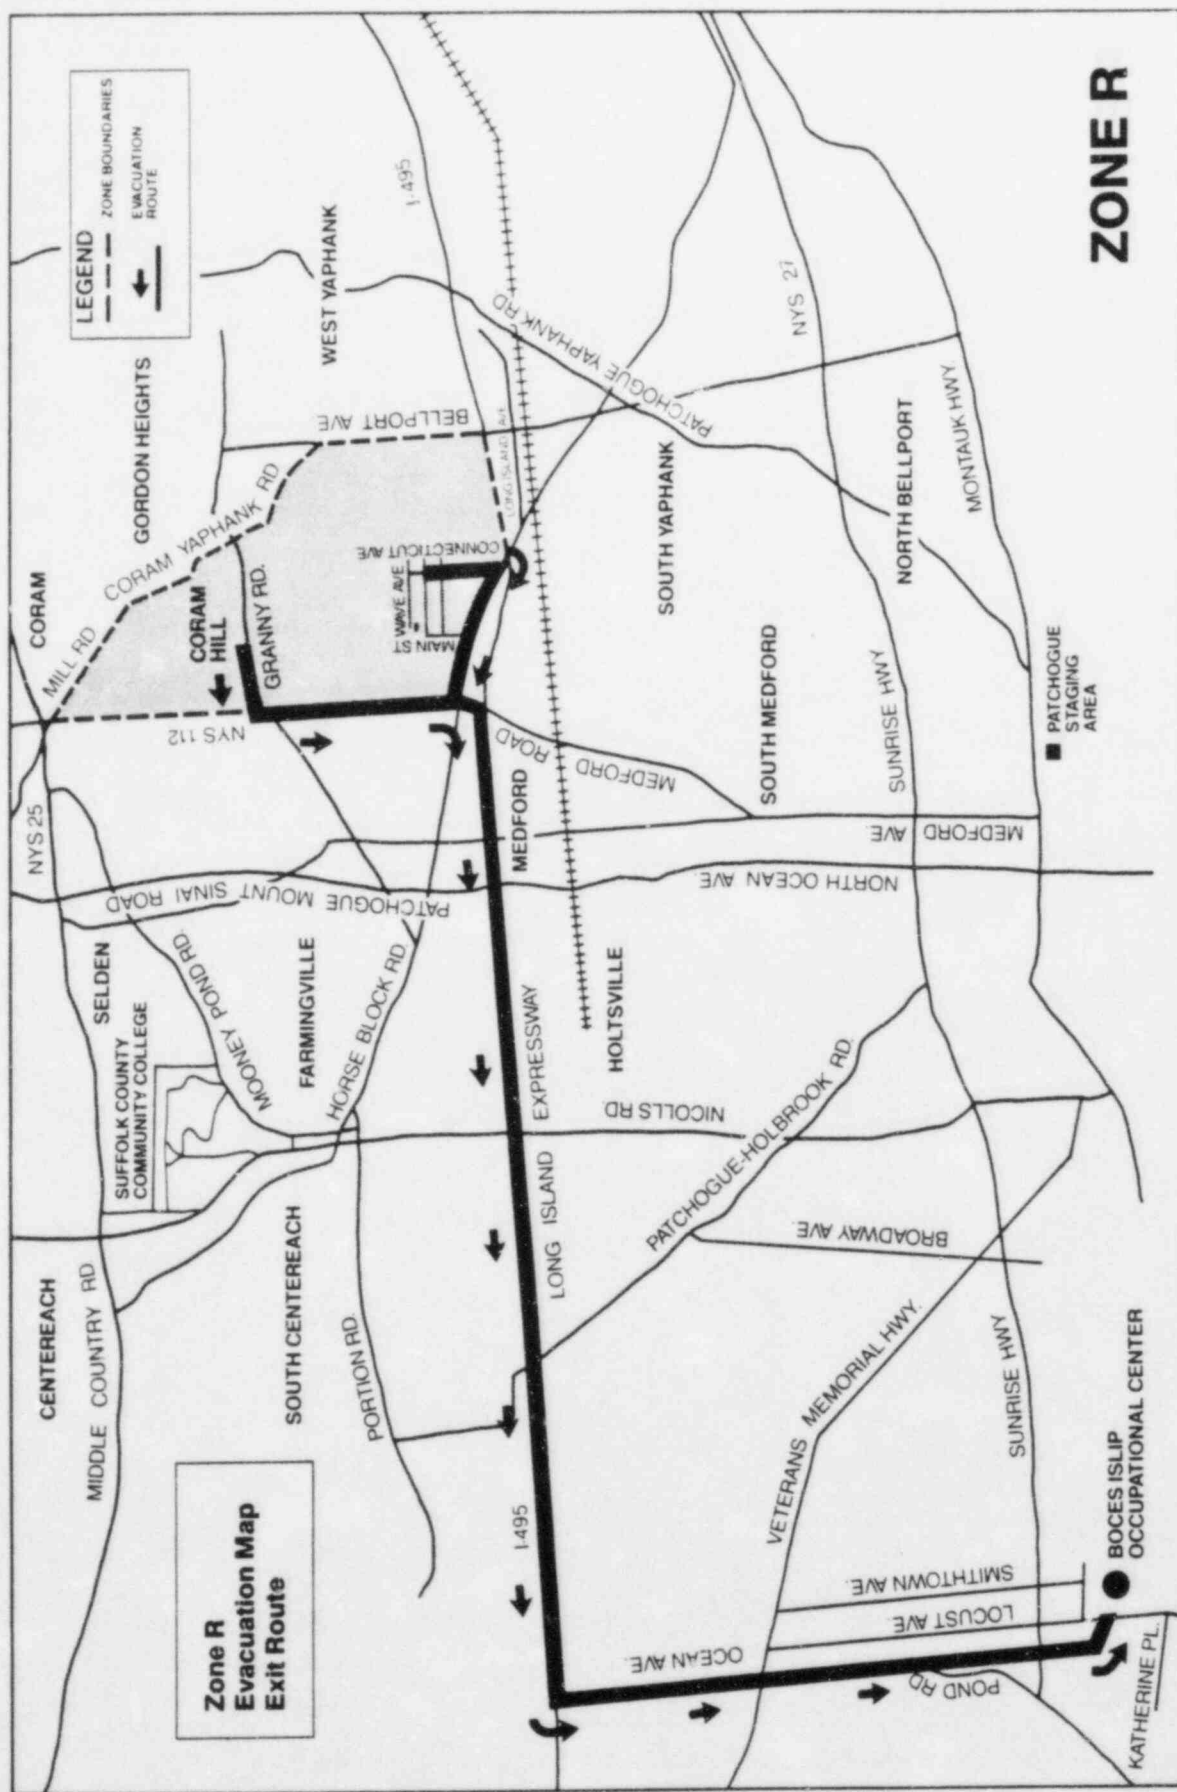 Zone R
Evacuation Map
Exit Route
LEGEND
ZONE BOUNDARIES
EVACUATION
ROUTE
ZONE R
CENTEREACH
MIDDLE COUNTRY RD
SUFFOLK COUNTY
COMMUNITY COLLEGE
SELDEN
NYS 25
CORAM
MILL RD
GORDON HEIGHTS
CORAM YAPHANK RD
CORAM
HILL
GRANNY RD.
NYS 112
MOONEY POND RD.
PATCHOGUE MOUNT SINAI ROAD
SOUTH CENTEREACH
FARMINGVILLE
PORTION RD.
HORSE BLOCK RD.
WEST YAPHANK
BELLPORT AVE
I-495
MAIN ST
WAVE AVE
CONNECTICUT AVE
LONG ISLAND AVE
I-495
LONG ISLAND EXPRESSWAY
MEDFORD
MEDFORD ROAD
HOLTSVILLE
NICOLLS RD
PATCHOGUE-HOLBROOK RD.
BROADWAY AVE.
NORTH OCEAN AVE.
MEDFORD AVE.
SOUTH MEDFORD
SOUTH YAPHANK
PATCHOGUE YAPHANK RD
NYS 27
SUNRISE HWY
NORTH BELLPORT
MONTAUK HWY.
PATCHOGUE
STAGING
AREA
VETERANS MEMORIAL HWY.
SUNRISE HWY
OCEAN AVE.
LOCUST AVE.
SMITHTOWN AVE.
POND RD
KATHERINE PL.
BOCES ISLIP
OCCUPATIONAL CENTER